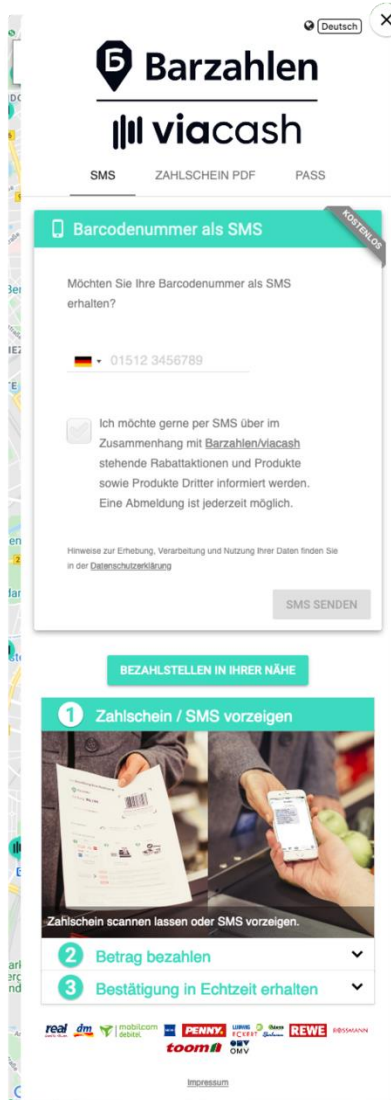 Deutsch
Barzahlen
viacash
SMS ZAHLSCHEIN PDF PASS
Barcodenummer als SMS
KOSTENLOS
Möchten Sie Ihre Barcodenummer als SMS
erhalten?
01512 3456789
Ich möchte gerne per SMS über im
Zusammenhang mit Barzahlen/viacash
stehende Rabattaktionen und Produkte
sowie Produkte Dritter informiert werden.
Eine Abmeldung ist jederzeit möglich.
Hinweise zur Erhebung, Verarbeitung und Nutzung Ihrer Daten finden Sie
in der Datenschutzerklärung
SMS SENDEN
BEZAHLSTELLEN IN IHRER NÄHE
1 Zahlschein / SMS vorzeigen
Zahlschein scannen lassen oder SMS vorzeigen.
2 Betrag bezahlen
3 Bestätigung in Echtzeit erhalten
real dm mobilcom debitel PENNY. LUDWIG ECKERT REWE ROSSMANN
toom OMV
Impressum